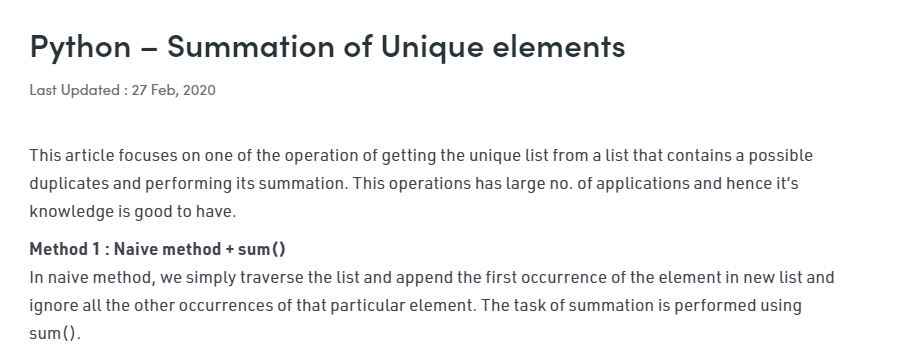 Python – Summation of Unique elements
Last Updated : 27 Feb, 2020
This article focuses on one of the operation of getting the unique list from a list that contains a possible
duplicates and performing its summation. This operations has large no. of applications and hence it's
knowledge is good to have.
Method 1 : Naive method + sum()
In naive method, we simply traverse the list and append the first occurrence of the element in new list and
ignore all the other occurrences of that particular element. The task of summation is performed using
sum().